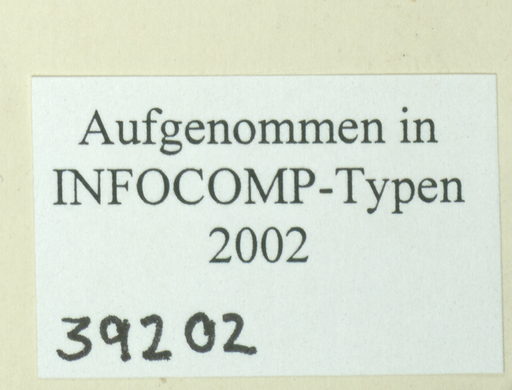 Aufgenommen in
INFOCOMP-Typen
2002
39202